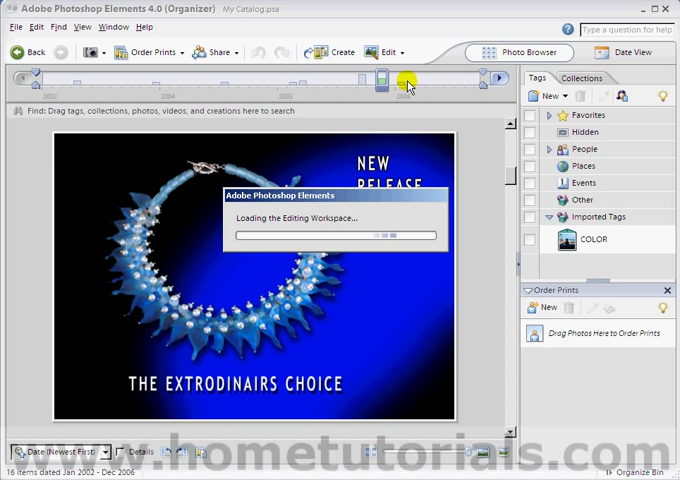 Adobe Photoshop Elements 4.0 (Organizer) My Catalog.psa
File Edit Find View Window Help
Type a question for help
Back Order Prints Share Create Edit Photo Browser Date View
2002 2004 2005 2006
Find: Drag tags, collections, photos, videos, and creations here to search
Tags Collections
New
Favorites
Hidden
People
Places
Events
Other
Imported Tags
COLOR
NEW
RELEASE
Adobe Photoshop Elements
Loading the Editing Workspace...
THE EXTRODINAIRS CHOICE
Order Prints
New
Drag Photos Here to Order Prints
Date (Newest First) Details
www.hometutorials.com
16 items dated Jan 2002 - Dec 2006 Organize Bin